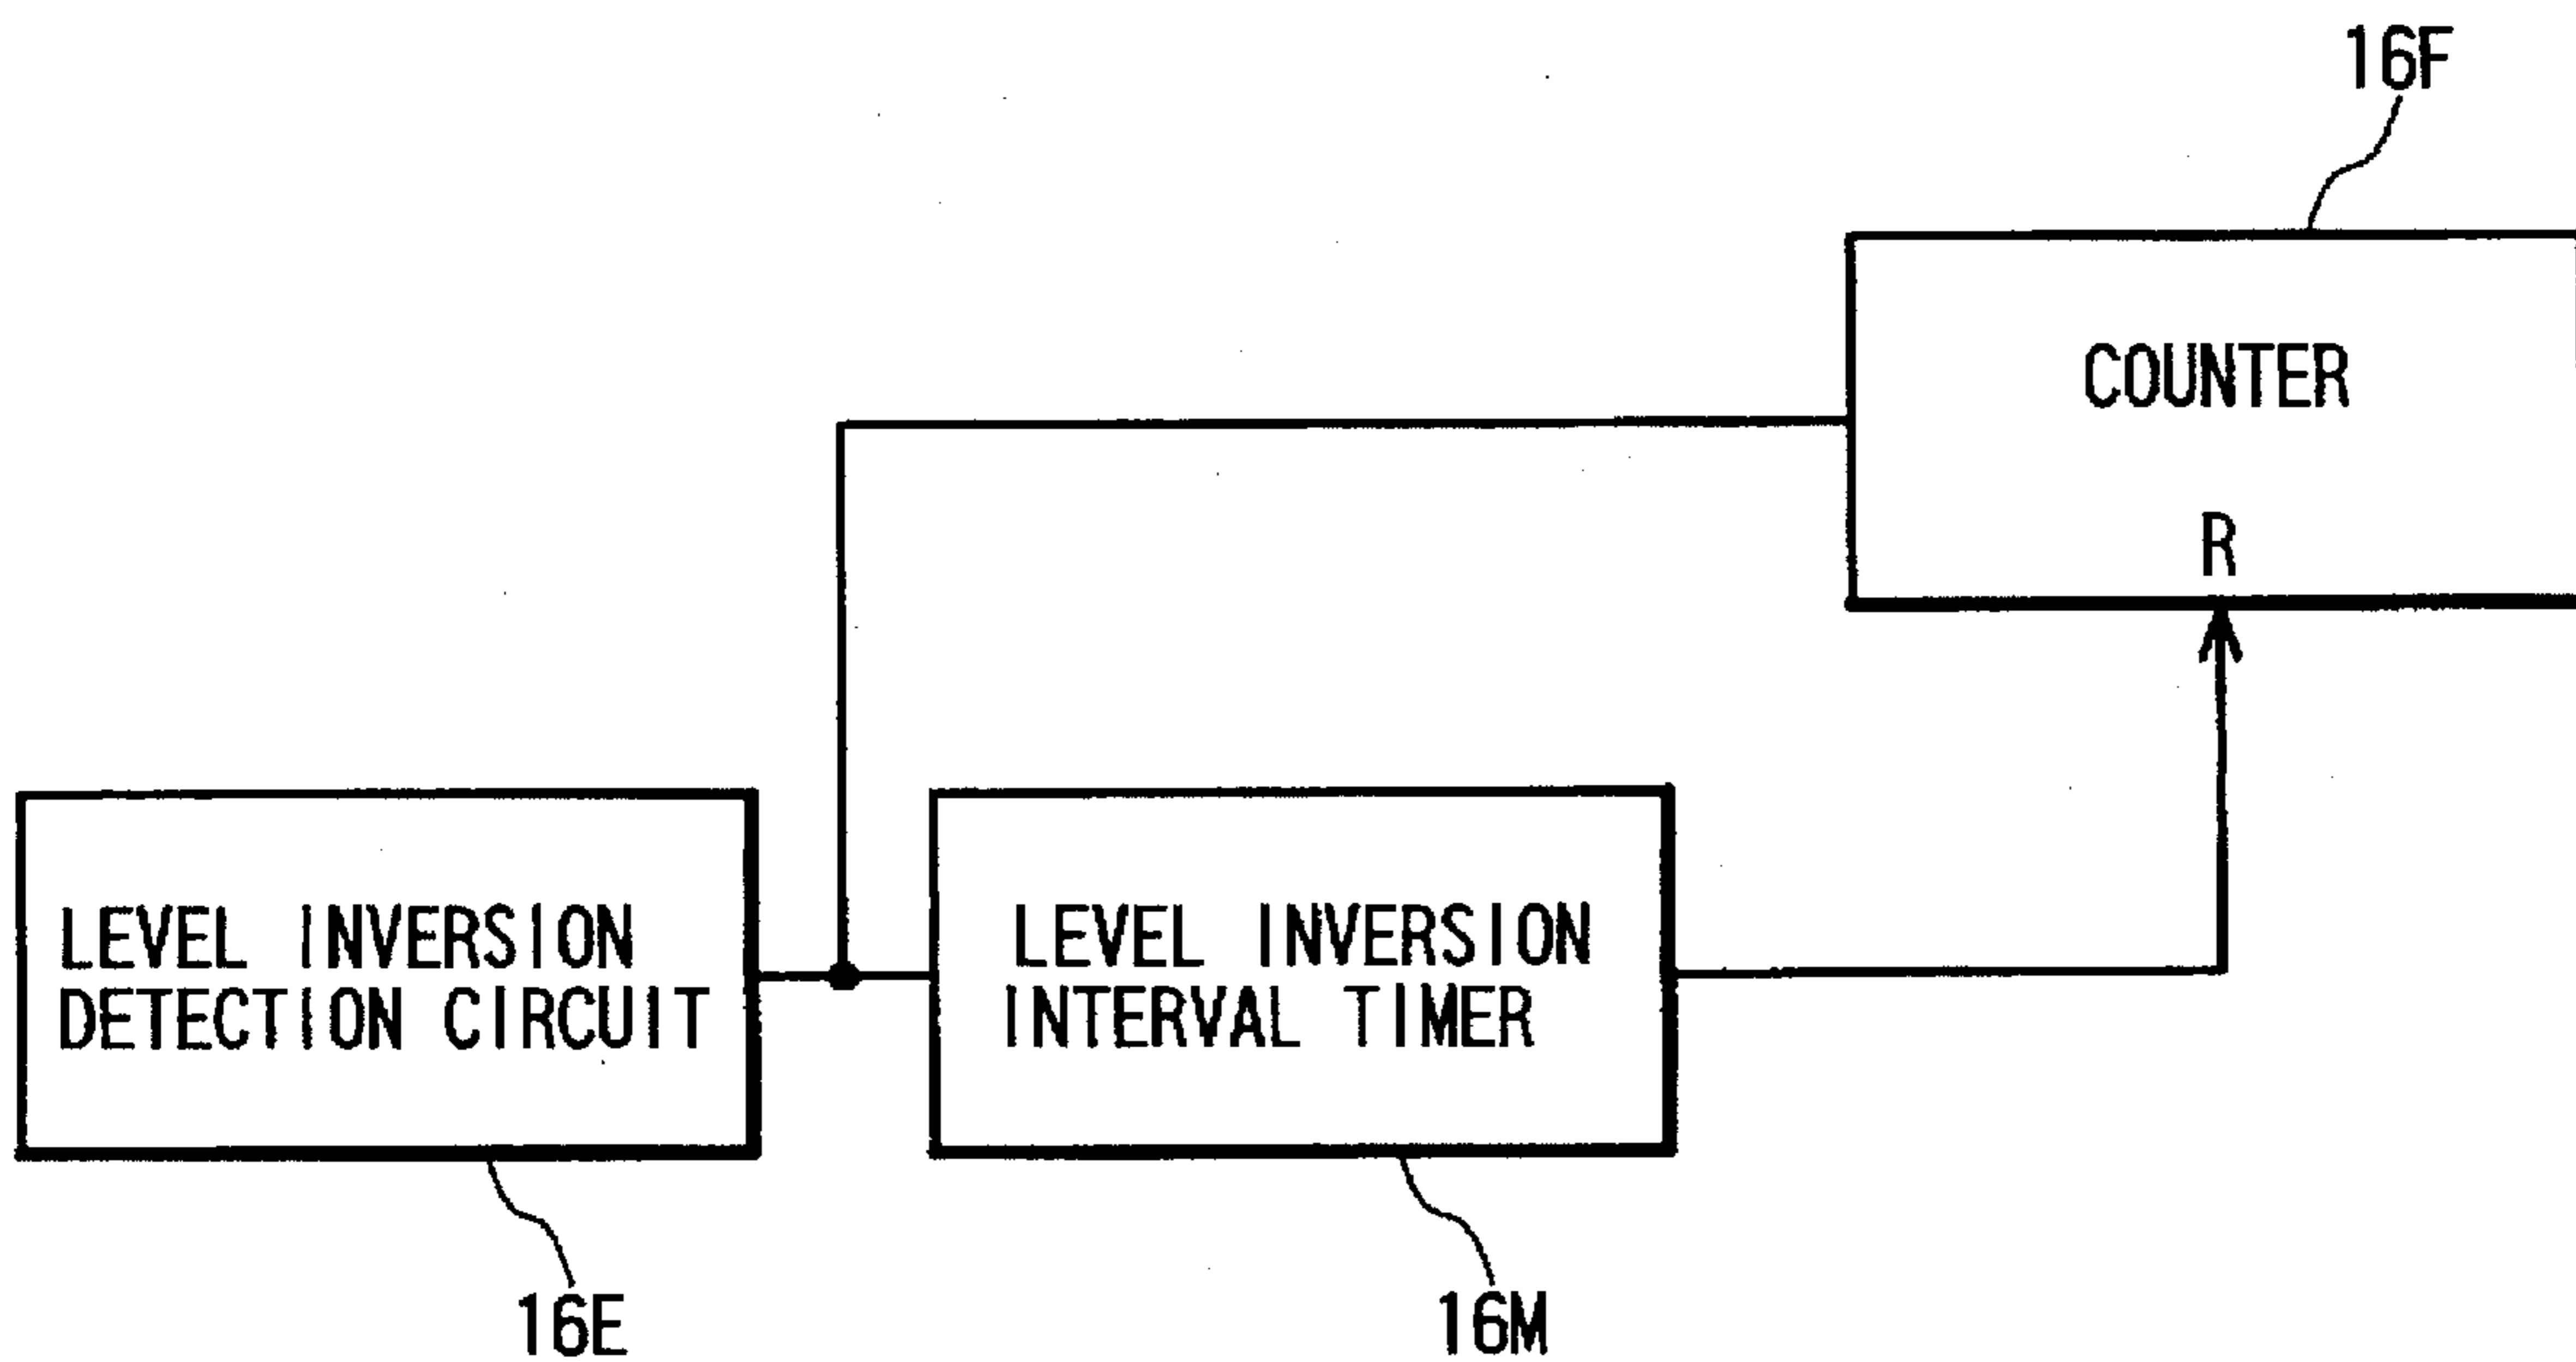 16F
COUNTER
R
LEVEL INVERSION
DETECTION CIRCUIT
LEVEL INVERSION
INTERVAL TIMER
16E
16M